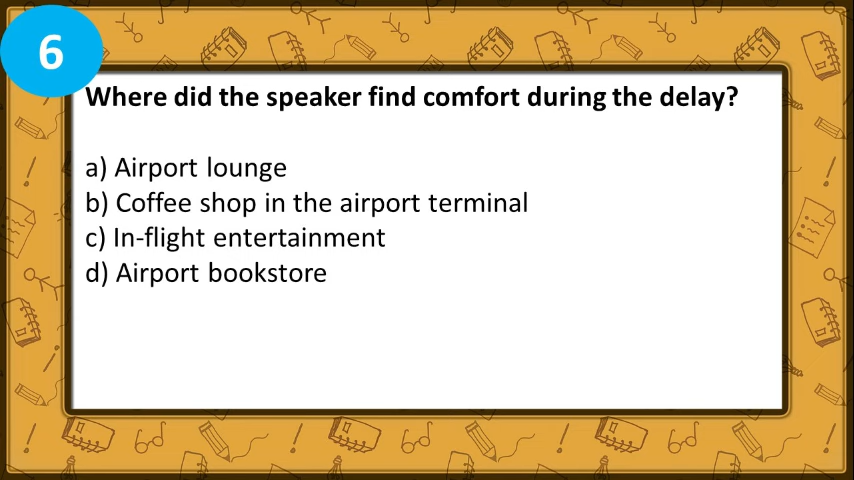 6
Where did the speaker find comfort during the delay?
a) Airport lounge
b) Coffee shop in the airport terminal
c) In-flight entertainment
d) Airport bookstore